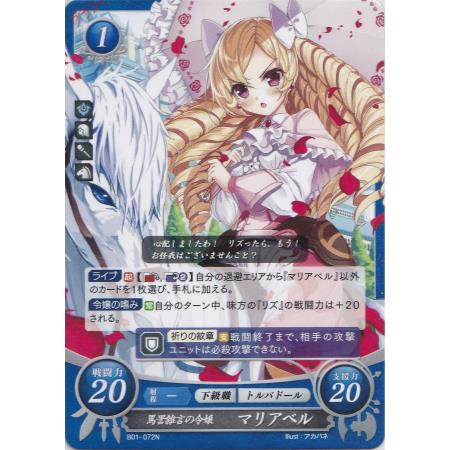 1
心配しましたわ! リズったら、もう!
お怪我はございませんこと?
ライブ 起 [ 、 2]自分の退避エリアから『マリアベル』以外
のカードを1枚選び、手札に加える。
令嬢の嗜み 常 自分のターン中、味方の『リズ』の戦闘力は+20
される。
祈りの紋章 支 戦闘終了まで、相手の攻撃
ユニットは必殺攻撃できない。
戦闘力
20
射程 一 下級職 トルバドール
支援力
20
罵詈雑言の令嬢 マリアベル
B01-072N
Illust:アカバネ